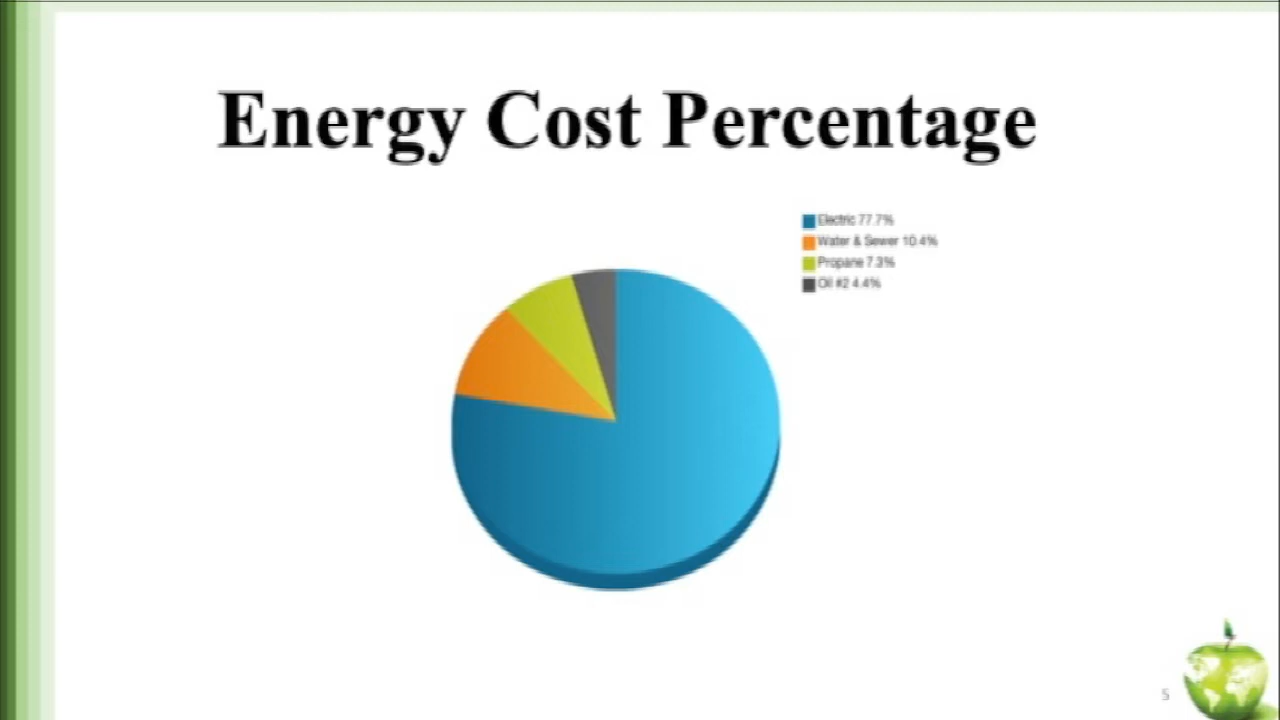 Energy Cost Percentage
Electric 77.7%
Water & Sewer 10.4%
Propane 7.3%
Oil #2 4.4%
5